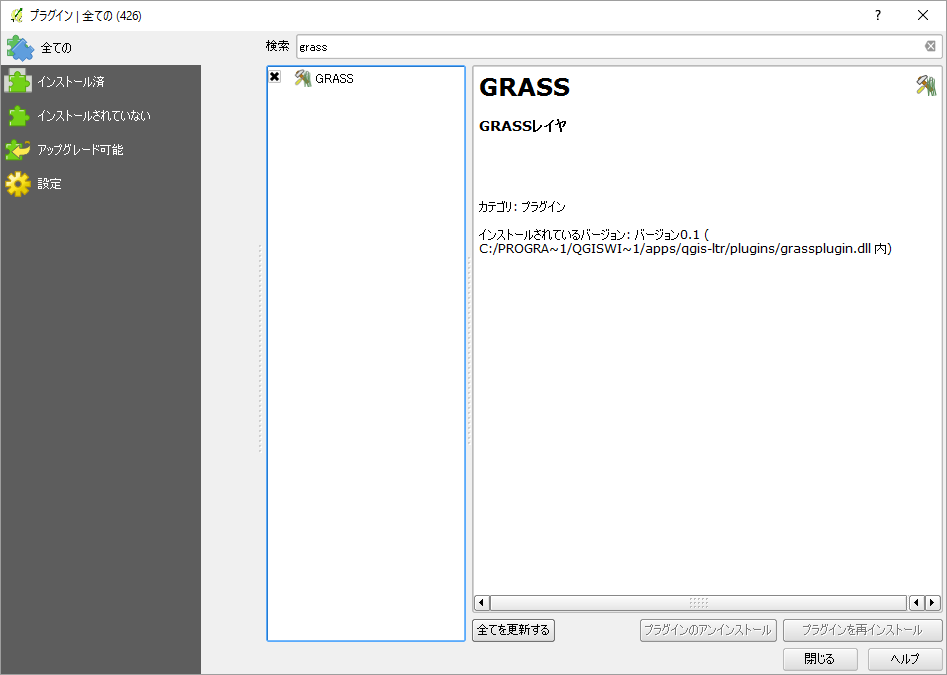 プラグイン | 全ての (426)
全ての
インストール済
インストールされていない
アップグレード可能
設定
検索
grass
GRASS
GRASS
GRASSレイヤ
カテゴリ: プラグイン
インストールされているバージョン: バージョン0.1 (
C:/PROGRA~1/QGISWI~1/apps/qgis-ltr/plugins/grassplugin.dll 内)
全てを更新する
プラグインのアンインストール
プラグインを再インストール
閉じる
ヘルプ